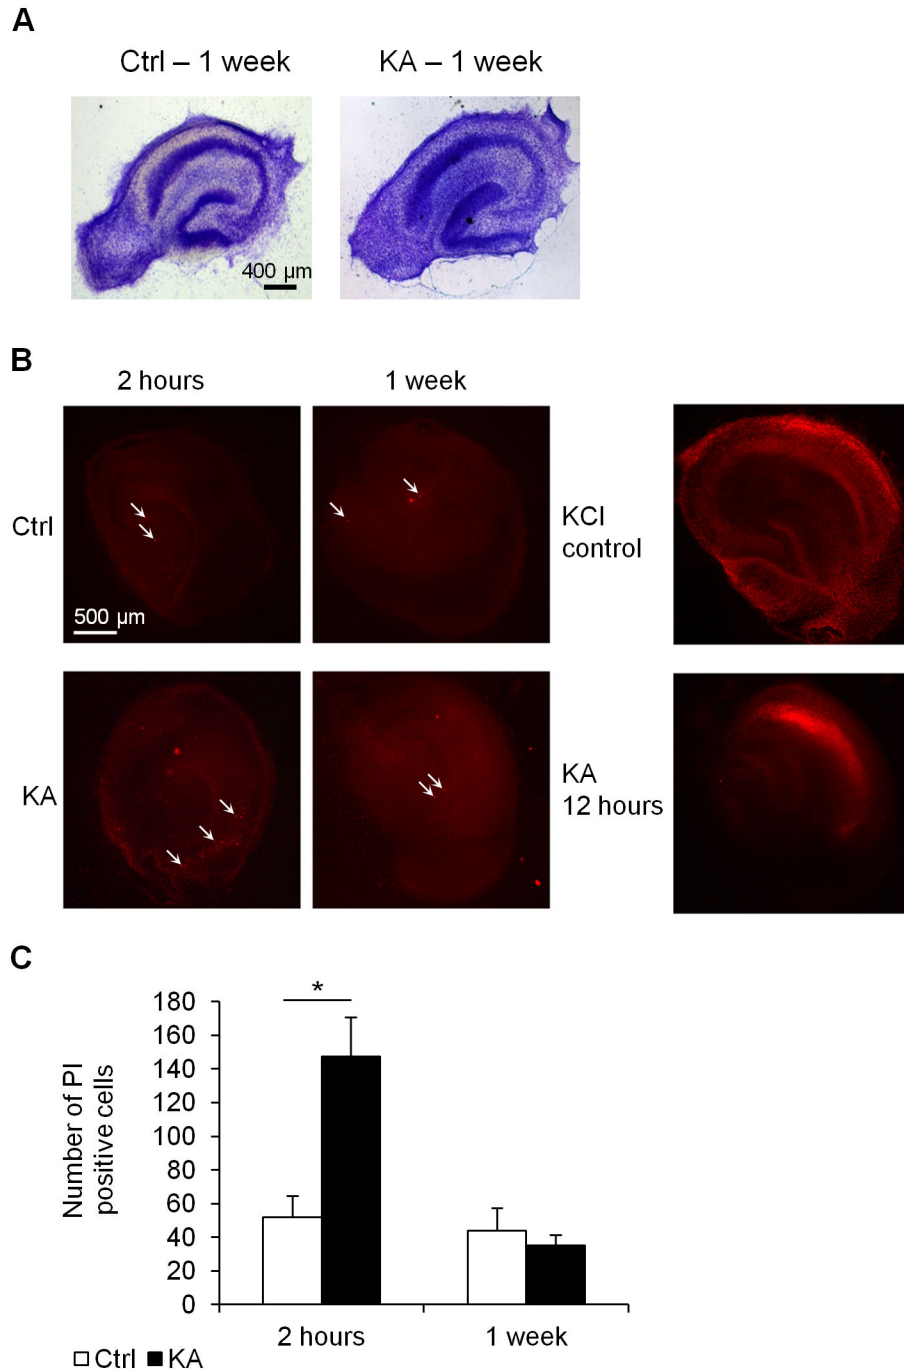 A
Ctrl – 1 week
KA – 1 week
400 µm
B
2 hours
1 week
Ctrl
500 µm
KCl
control
KA
KA
12 hours
C
*
Number of PI
positive cells
180
160
140
120
100
80
60
40
20
0
2 hours
1 week
Ctrl
KA